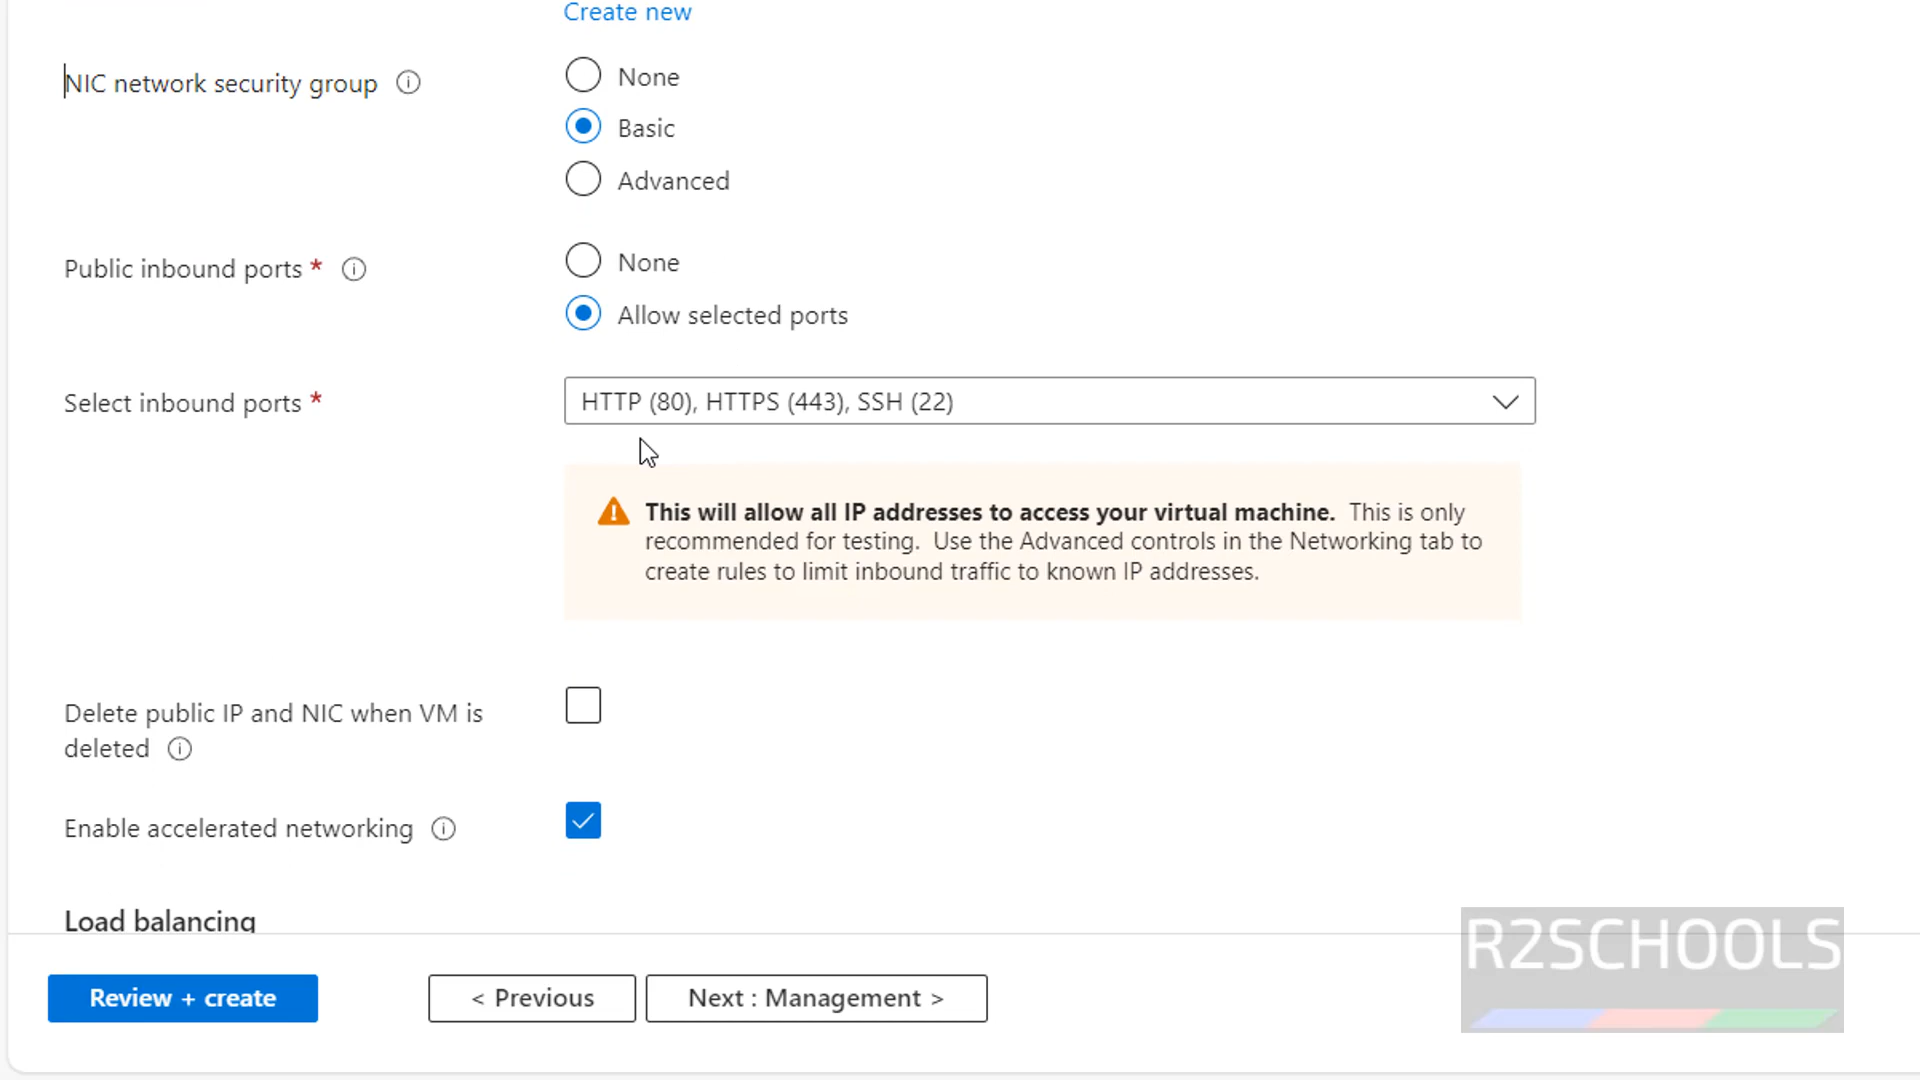 Create new
NIC network security group
None
Basic
Advanced
Public inbound ports *
None
Allow selected ports
Select inbound ports *
HTTP (80), HTTPS (443), SSH (22)
This will allow all IP addresses to access your virtual machine. This is only
recommended for testing. Use the Advanced controls in the Networking tab to
create rules to limit inbound traffic to known IP addresses.
Delete public IP and NIC when VM is
deleted
Enable accelerated networking
Load balancing
Review + create
< Previous
Next : Management >
R2SCHOOLS